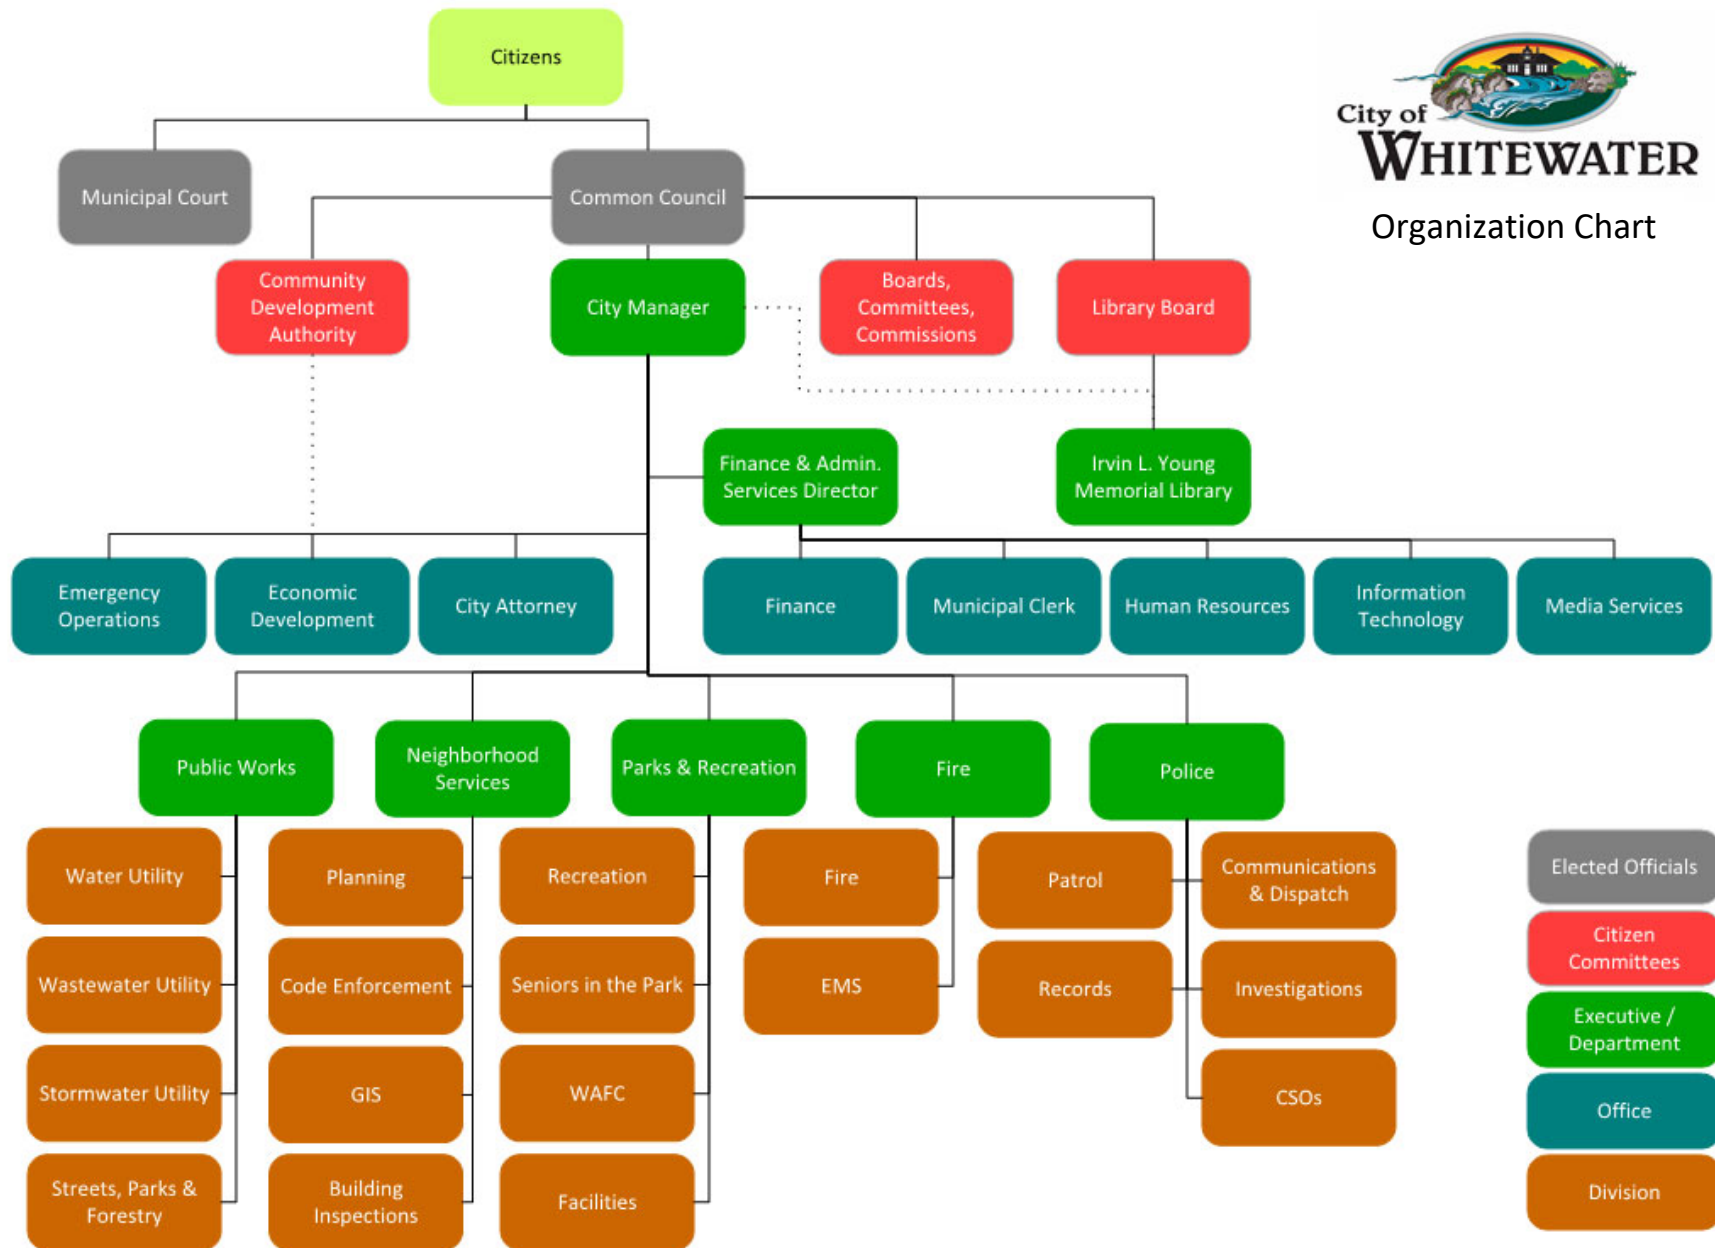 Citizens
City of
WHITEWATER
Organization Chart
Municipal Court
Common Council
Community
Development
Authority
City Manager
Boards,
Committees,
Commissions
Library Board
Finance & Admin.
Services Director
Irvin L. Young
Memorial Library
Emergency
Operations
Economic
Development
City Attorney
Finance
Municipal Clerk
Human Resources
Information
Technology
Media Services
Public Works
Neighborhood
Services
Parks & Recreation
Fire
Police
Water Utility
Planning
Recreation
Fire
Patrol
Communications
& Dispatch
Wastewater Utility
Code Enforcement
Seniors in the Park
EMS
Records
Investigations
Stormwater Utility
GIS
WAFC
CSOs
Streets, Parks &
Forestry
Building
Inspections
Facilities
Elected Officials
Citizen
Committees
Executive /
Department
Office
Division